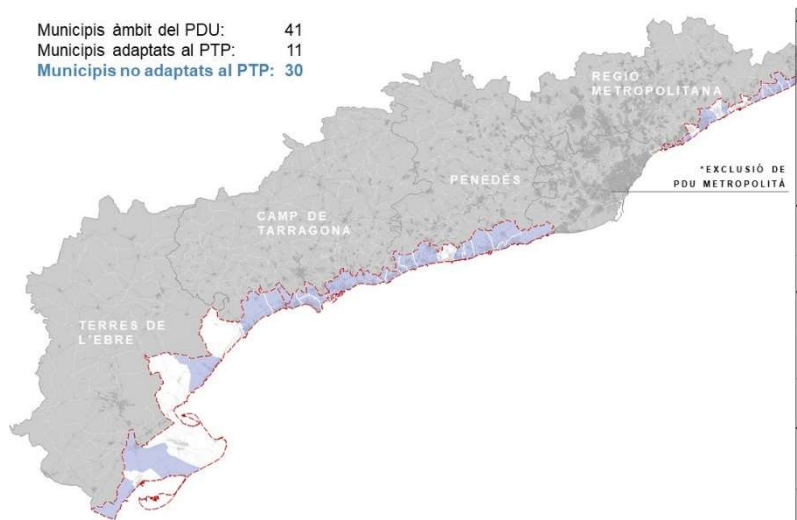 Municipis àmbit del PDU: 41
Municipis adaptats al PTP: 11
Municipis no adaptats al PTP: 30
REGIÓ
METROPOLITANA
*EXCLUSIÓ DE
PDU METROPOLITÀ
PENEDÈS
CAMP DE
TARRAGONA
TERRES DE
L'EBRE